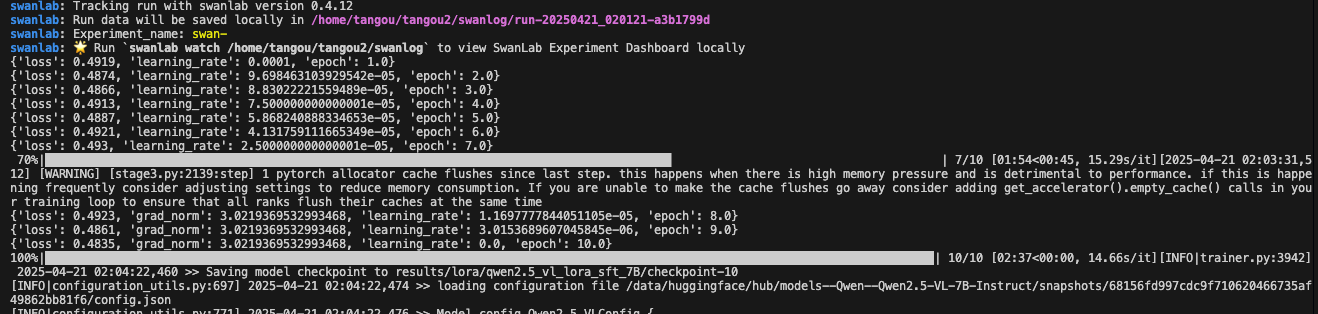 swanlab: Tracking run with swanlab version 0.4.12
swanlab: Run data will be saved locally in /home/tangou/tangou2/swanlog/run-20250421_020121-a3b1799d
swanlab: Experiment_name: swan-
swanlab: 🌟 Run `swanlab watch /home/tangou/tangou2/swanlog` to view SwanLab Experiment Dashboard locally
{'loss': 0.4919, 'learning_rate': 0.0001, 'epoch': 1.0}
{'loss': 0.4874, 'learning_rate': 9.698463103929542e-05, 'epoch': 2.0}
{'loss': 0.4866, 'learning_rate': 8.83022221559489e-05, 'epoch': 3.0}
{'loss': 0.4913, 'learning_rate': 7.500000000000001e-05, 'epoch': 4.0}
{'loss': 0.4887, 'learning_rate': 5.868240888334653e-05, 'epoch': 5.0}
{'loss': 0.4921, 'learning_rate': 4.131759111665349e-05, 'epoch': 6.0}
{'loss': 0.493, 'learning_rate': 2.500000000000001e-05, 'epoch': 7.0}
70%| | 7/10 [01:54<00:45, 15.29s/it][2025-04-21 02:03:31,5
12] [WARNING] [stage3.py:2139:step] 1 pytorch allocator cache flushes since last step. this happens when there is high memory pressure and is detrimental to performance. if this is happe
ning frequently consider adjusting settings to reduce memory consumption. If you are unable to make the cache flushes go away consider adding get_accelerator().empty_cache() calls in you
r training loop to ensure that all ranks flush their caches at the same time
{'loss': 0.4923, 'grad_norm': 3.0219369532993468, 'learning_rate': 1.1697777844051105e-05, 'epoch': 8.0}
{'loss': 0.4861, 'grad_norm': 3.0219369532993468, 'learning_rate': 3.0153689607045845e-06, 'epoch': 9.0}
{'loss': 0.4835, 'grad_norm': 3.0219369532993468, 'learning_rate': 0.0, 'epoch': 10.0}
100%| | 10/10 [02:37<00:00, 14.66s/it][INFO|trainer.py:3942]
2025-04-21 02:04:22,460 >> Saving model checkpoint to results/lora/qwen2.5_vl_lora_sft_7B/checkpoint-10
[INFO|configuration_utils.py:697] 2025-04-21 02:04:22,474 >> loading configuration file /data/huggingface/hub/models--Qwen--Qwen2.5-VL-7B-Instruct/snapshots/68156fd997cdc9f710620466735af
49862bb81f6/config.json
[INFO|configuration_utils.py:771] 2025-04-21 02:04:22,476 >> Model config Qwen2_5_VLConfig {